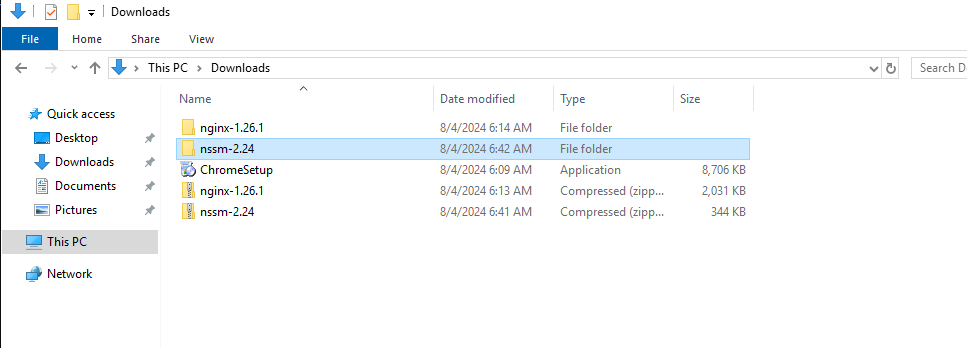 Downloads
File Home Share View
This PC > Downloads Search D
Name Date modified Type Size
Quick access
Desktop
Downloads
Documents
Pictures
This PC
Network
nginx-1.26.1 8/4/2024 6:14 AM File folder
nssm-2.24 8/4/2024 6:42 AM File folder
ChromeSetup 8/4/2024 6:09 AM Application 8,706 KB
nginx-1.26.1 8/4/2024 6:13 AM Compressed (zipp... 2,031 KB
nssm-2.24 8/4/2024 6:41 AM Compressed (zipp... 344 KB